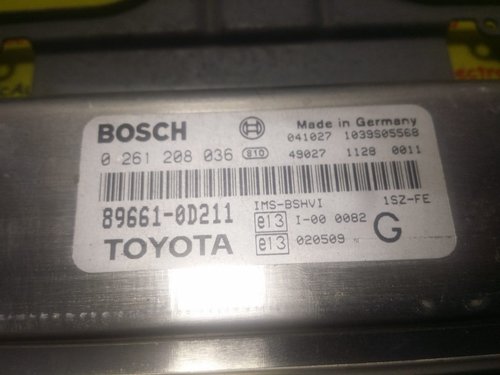 BOSCH Made in Germany
041027 1039S05568
0 261 208 036 810 49027 1128 0011
IMS-BSHVI 1SZ-FE
89661-0D211 e13 I-00 0082
TOYOTA e13 020509 G